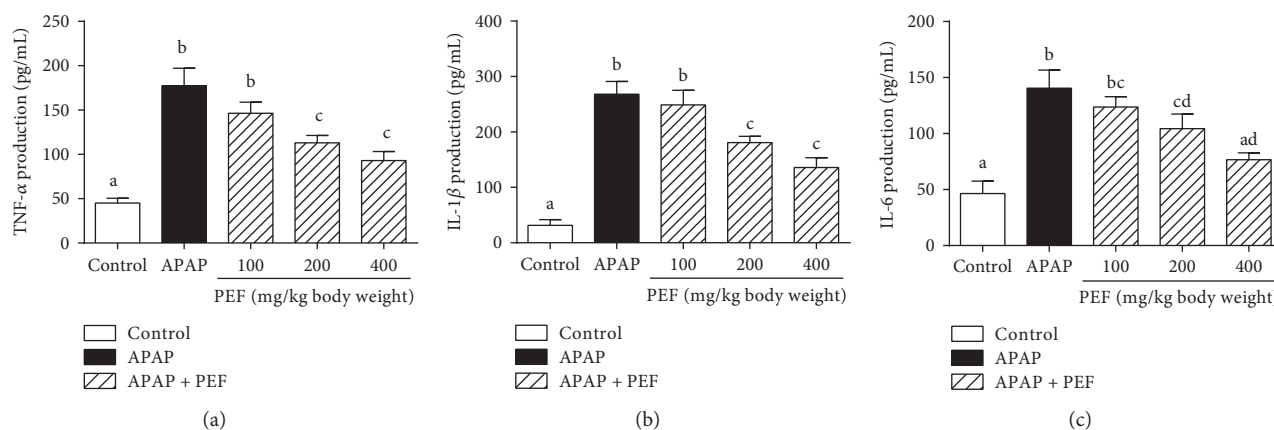 TNF-α production (pg/mL)
250
200
150
100
50
0
a
b
b
c
c
Control
APAP
100
200
400
PEF (mg/kg body weight)
Control
APAP
APAP + PEF
(a)
IL-1β production (pg/mL)
400
300
200
100
0
a
b
b
c
c
Control
APAP
100
200
400
PEF (mg/kg body weight)
Control
APAP
APAP + PEF
(b)
IL-6 production (pg/mL)
200
150
100
50
0
a
b
bc
cd
ad
Control
APAP
100
200
400
PEF (mg/kg body weight)
Control
APAP
APAP + PEF
(c)